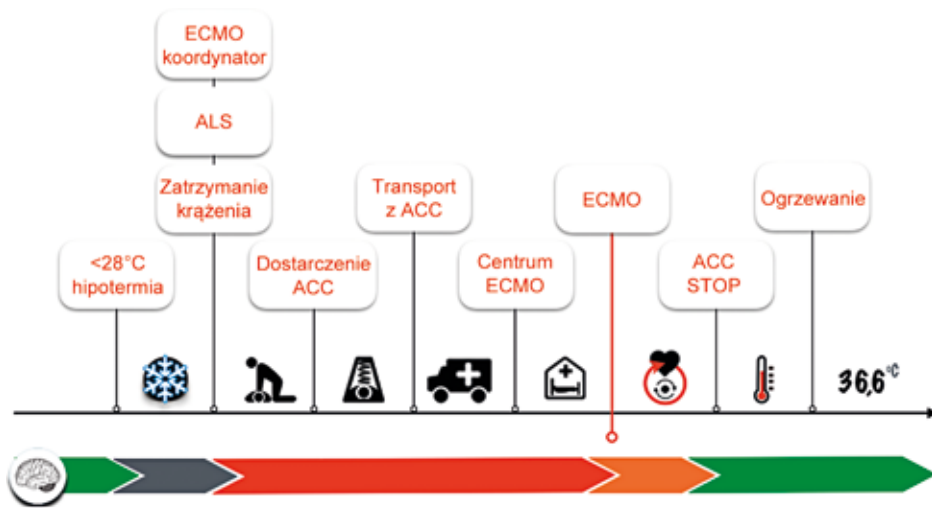 ECMO
koordynator
ALS
Zatrzymanie
krążenia
<28°C
hipotermia
Dostarczenie
ACC
Transport
z ACC
Centrum
ECMO
ECMO
ACC
STOP
Ogrzewanie
36,6°C